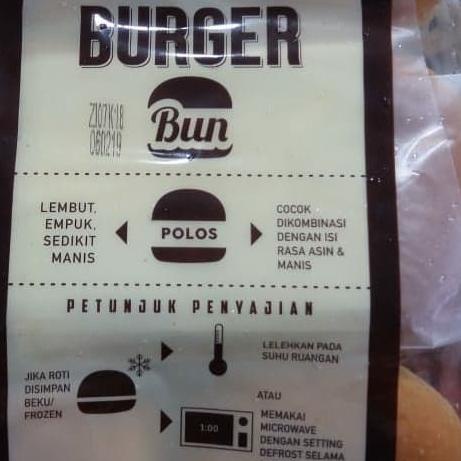 BURGER
Bun
Z107K18
060219
LEMBUT,
EMPUK,
SEDIKIT
MANIS
POLOS
COCOK
DIKOMBINASI
DENGAN ISI
RASA ASIN &
MANIS
PETUNJUK PENYAJIAN
JIKA ROTI
DISIMPAN
BEKU/
FROZEN
LELEHKAN PADA
SUHU RUANGAN
ATAU
1:00
MEMAKAI
MICROWAVE
DENGAN SETTING
DEFROST SELAMA